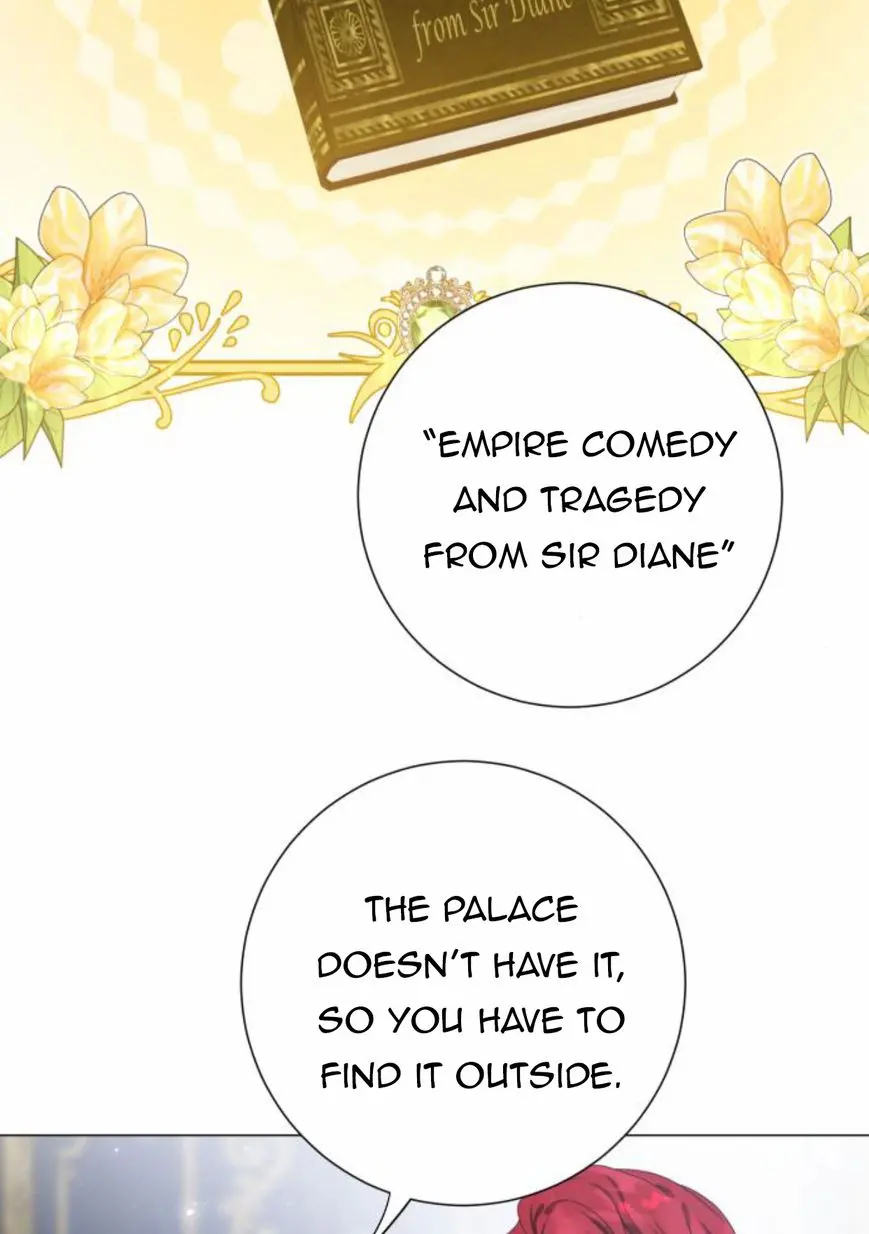 from Sir Diane
“EMPIRE COMEDY
AND TRAGEDY
FROM SIR DIANE”
THE PALACE
DOESN'T HAVE IT,
SO YOU HAVE TO
FIND IT OUTSIDE.